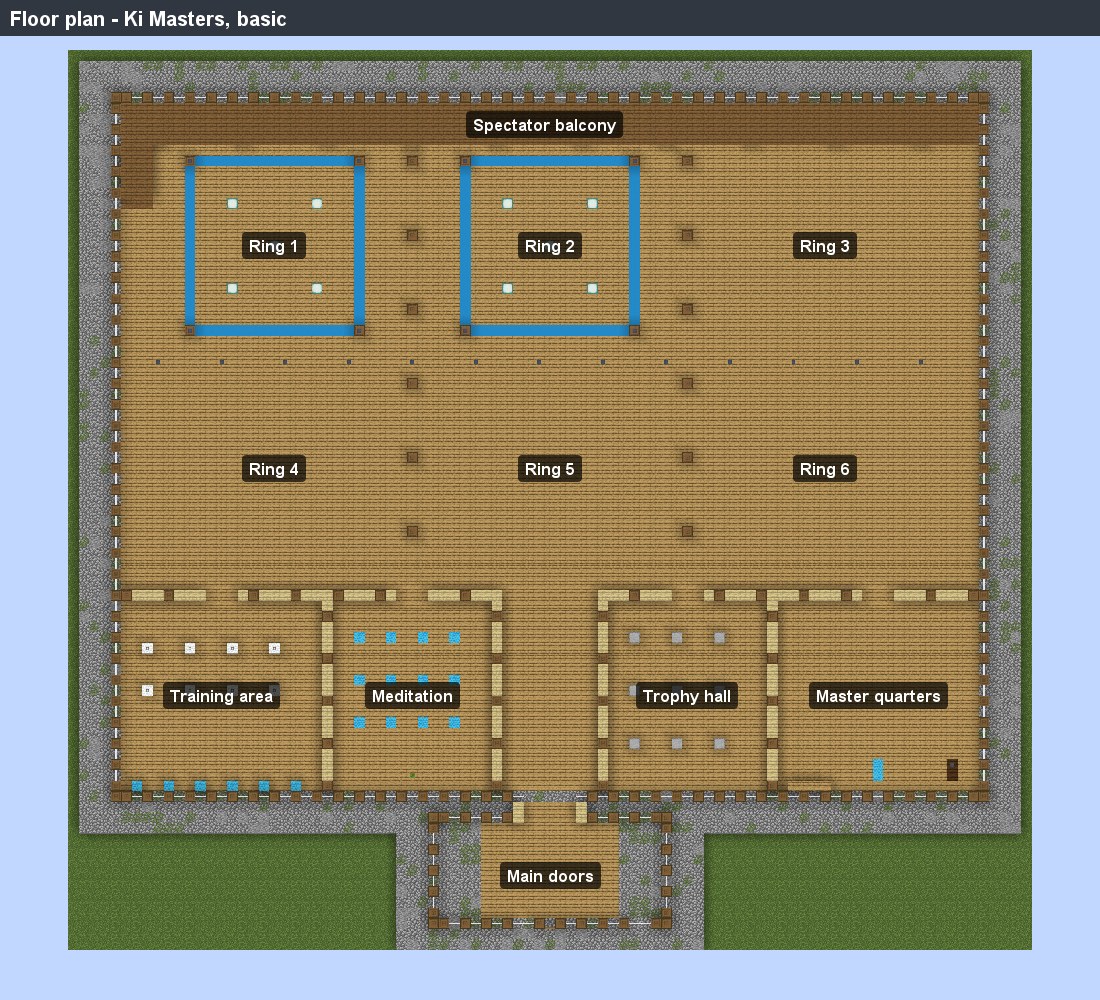 Floor plan - Ki Masters, basic
Spectator balcony
Ring 1
Ring 2
Ring 3
Ring 4
Ring 5
Ring 6
Training area
Meditation
Trophy hall
Master quarters
Main doors